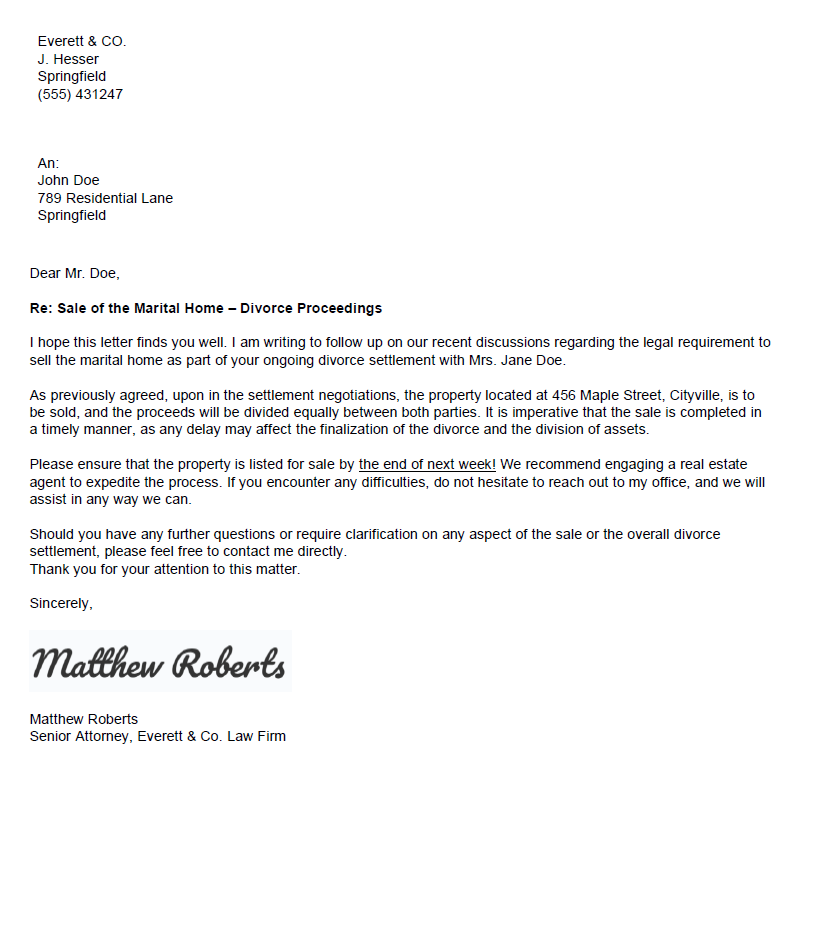 Everett & CO.
J. Hesser
Springfield
(555) 431247
An:
John Doe
789 Residential Lane
Springfield
Dear Mr. Doe,
Re: Sale of the Marital Home – Divorce Proceedings
I hope this letter finds you well. I am writing to follow up on our recent discussions regarding the legal requirement to
sell the marital home as part of your ongoing divorce settlement with Mrs. Jane Doe.
As previously agreed, upon in the settlement negotiations, the property located at 456 Maple Street, Cityville, is to
be sold, and the proceeds will be divided equally between both parties. It is imperative that the sale is completed in
a timely manner, as any delay may affect the finalization of the divorce and the division of assets.
Please ensure that the property is listed for sale by the end of next week! We recommend engaging a real estate
agent to expedite the process. If you encounter any difficulties, do not hesitate to reach out to my office, and we will
assist in any way we can.
Should you have any further questions or require clarification on any aspect of the sale or the overall divorce
settlement, please feel free to contact me directly.
Thank you for your attention to this matter.
Sincerely,
Matthew Roberts
Matthew Roberts
Senior Attorney, Everett & Co. Law Firm